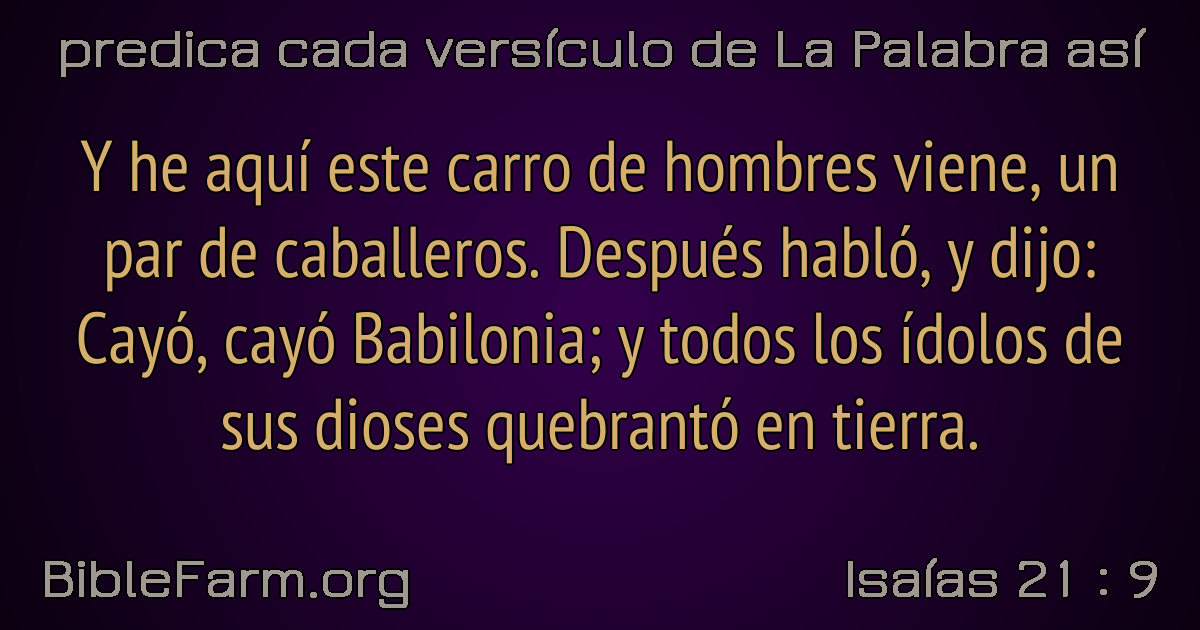 predica cada versículo de La Palabra así
Y he aquí este carro de hombres viene, un
par de caballeros. Después habló, y dijo:
Cayó, cayó Babilonia; y todos los ídolos de
sus dioses quebrantó en tierra.
BibleFarm.org
Isaías 21 : 9